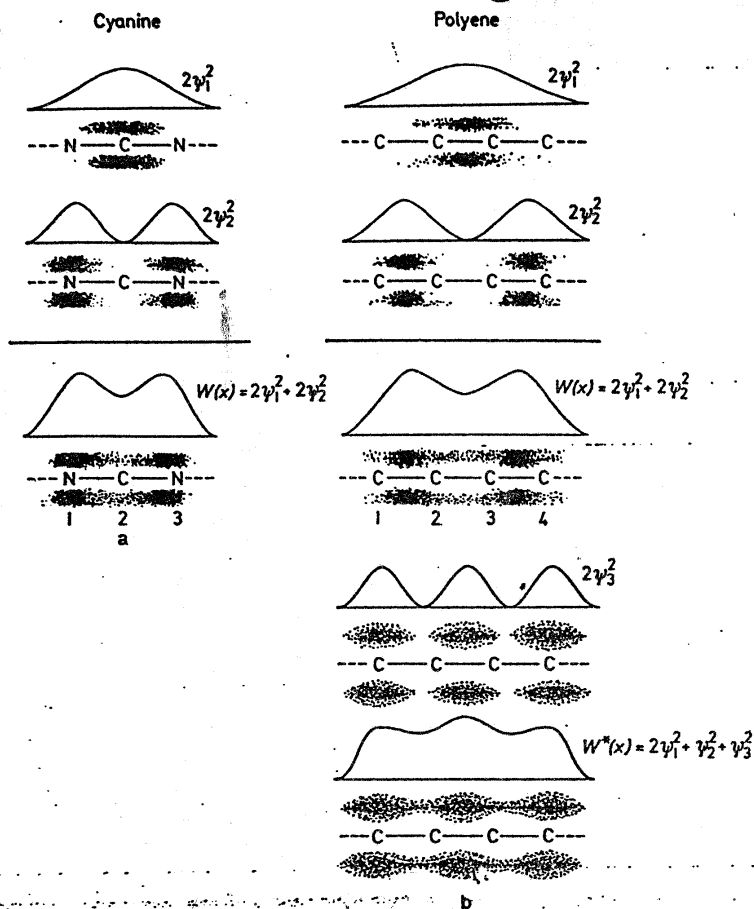 Cyanine
2ψ₁²
---N—C—N---
2ψ₂²
---N—C—N---
W(x) = 2ψ₁² + 2ψ₂²
---N—C—N---
1 2 3
a
Polyene
2ψ₁²
---C—C—C—C---
2ψ₂²
---C—C—C—C---
W(x) = 2ψ₁² + 2ψ₂²
---C—C—C—C---
1 2 3 4
2ψ₃²
---C—C—C—C---
W*(x) = 2ψ₁² + ψ₂² + ψ₃²
---C—C—C—C---
b